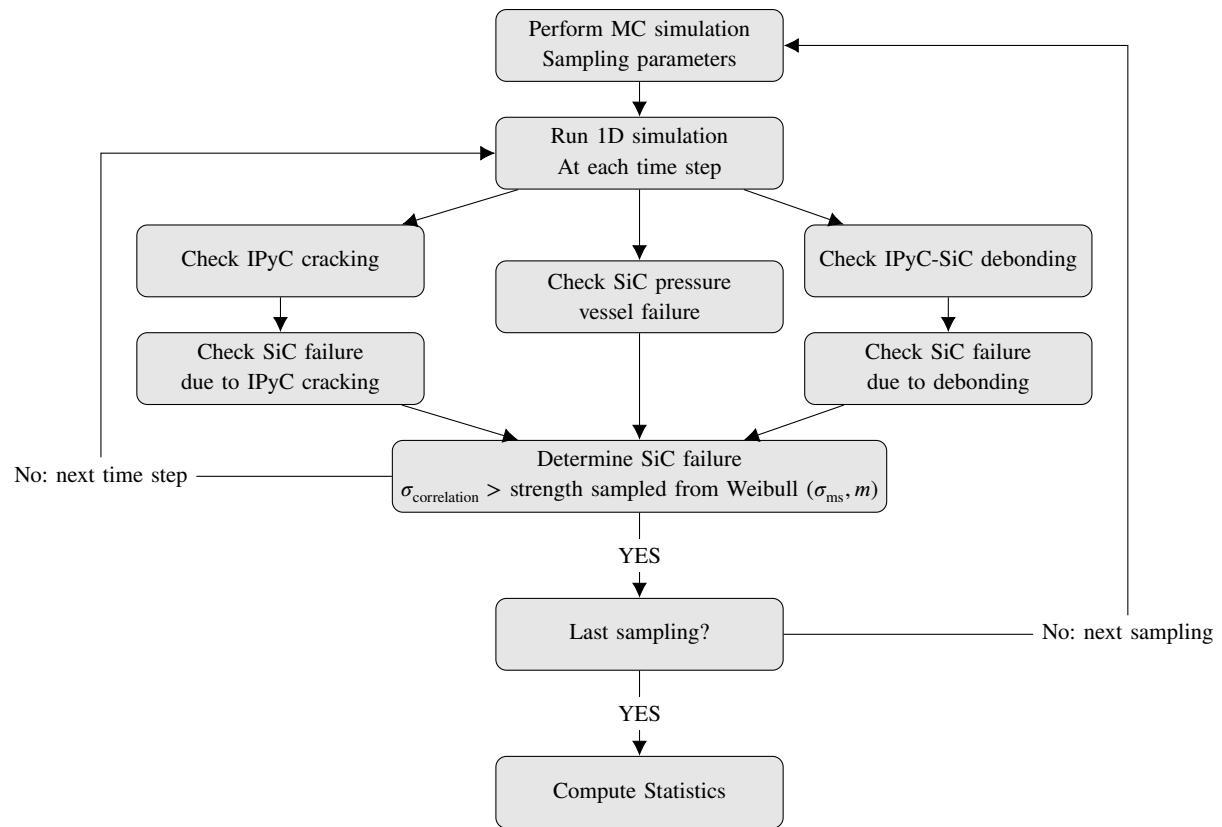 Perform MC simulation
Sampling parameters
Run 1D simulation
At each time step
Check IPyC cracking
Check SiC pressure
vessel failure
Check IPyC-SiC debonding
Check SiC failure
due to IPyC cracking
Check SiC failure
due to debonding
Determine SiC failure
σcorrelation > strength sampled from Weibull (σms, m)
No: next time step
YES
Last sampling?
No: next sampling
YES
Compute Statistics